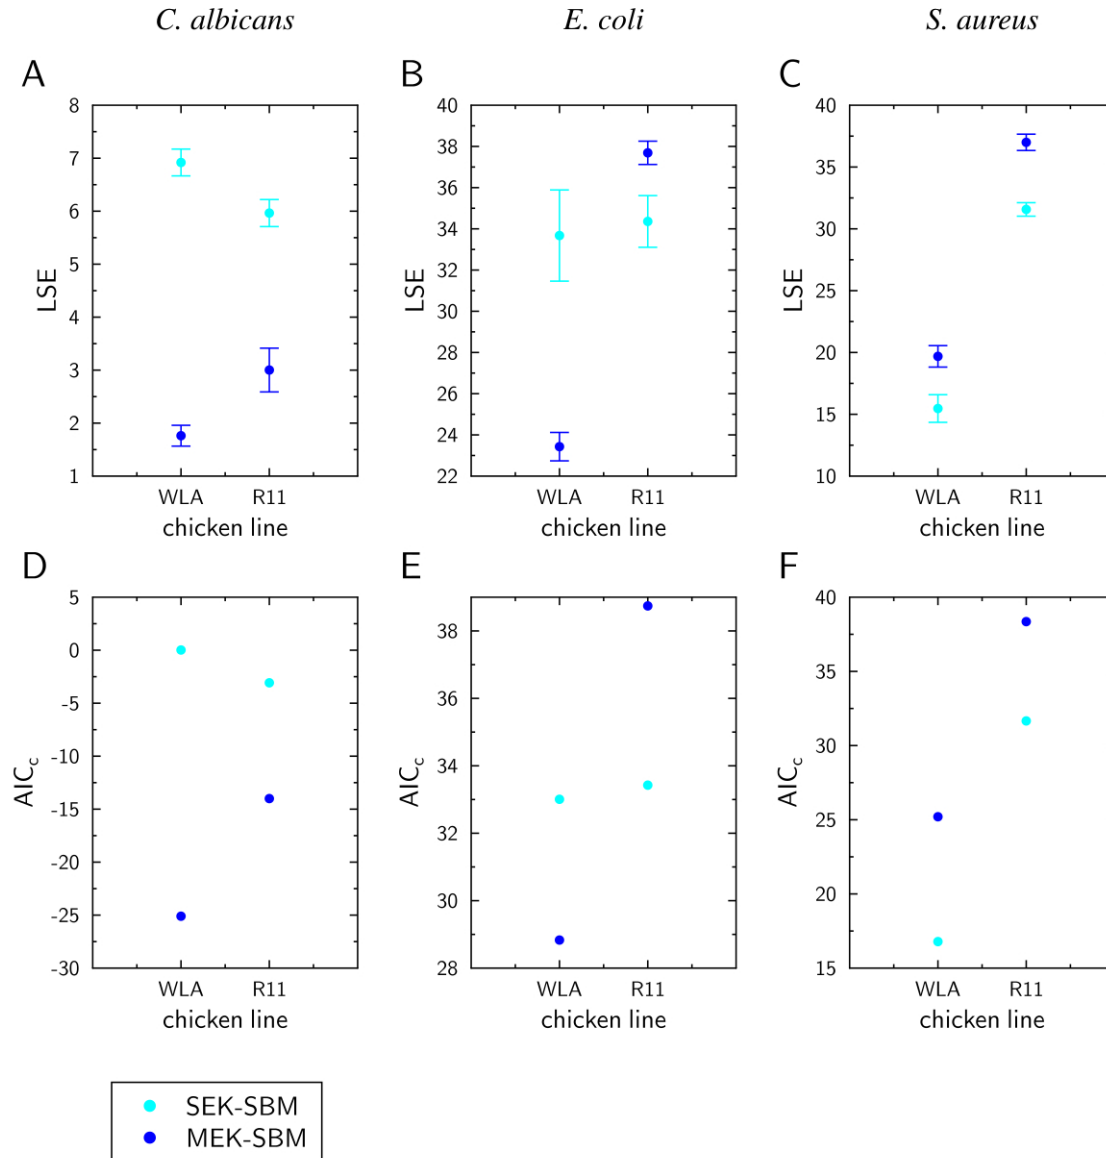 C. albicans E. coli S. aureus
A B C
8 7 6 5 4 3 2 1
LSE
WLA R11
chicken line
40 38 36 34 32 30 28 26 24 22
LSE
WLA R11
chicken line
40 35 30 25 20 15 10
LSE
WLA R11
chicken line
D E F
5 0 -5 -10 -15 -20 -25 -30
AICc
WLA R11
chicken line
38 36 34 32 30 28
AICc
WLA R11
chicken line
40 35 30 25 20 15
AICc
WLA R11
chicken line
SEK-SBM
MEK-SBM